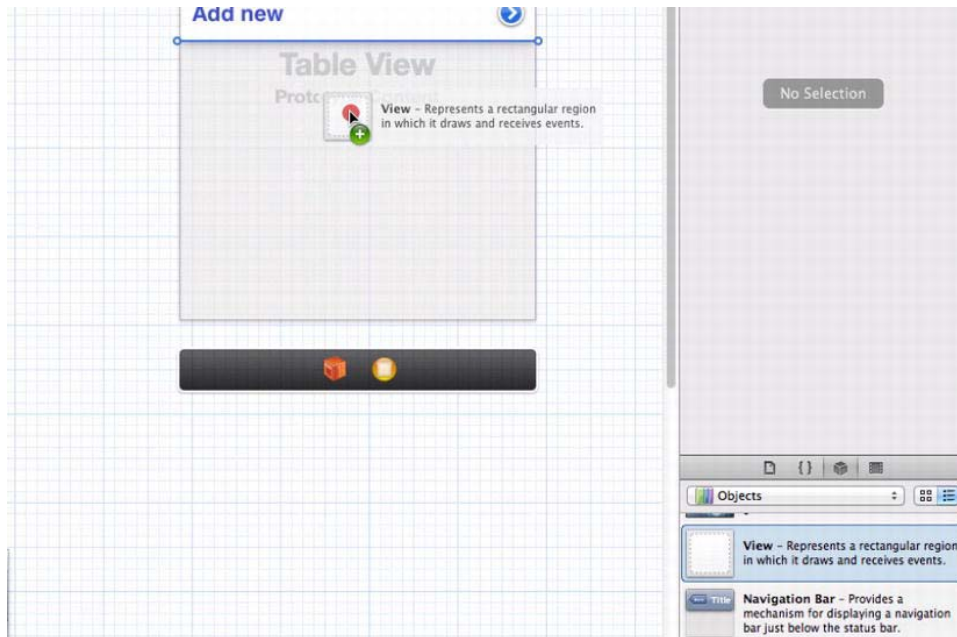 Add new
Table View
View – Represents a rectangular region
in which it draws and receives events.
No Selection
{ }
Objects
View – Represents a rectangular region
in which it draws and receives events.
Title
Navigation Bar – Provides a
mechanism for displaying a navigation
bar just below the status bar.